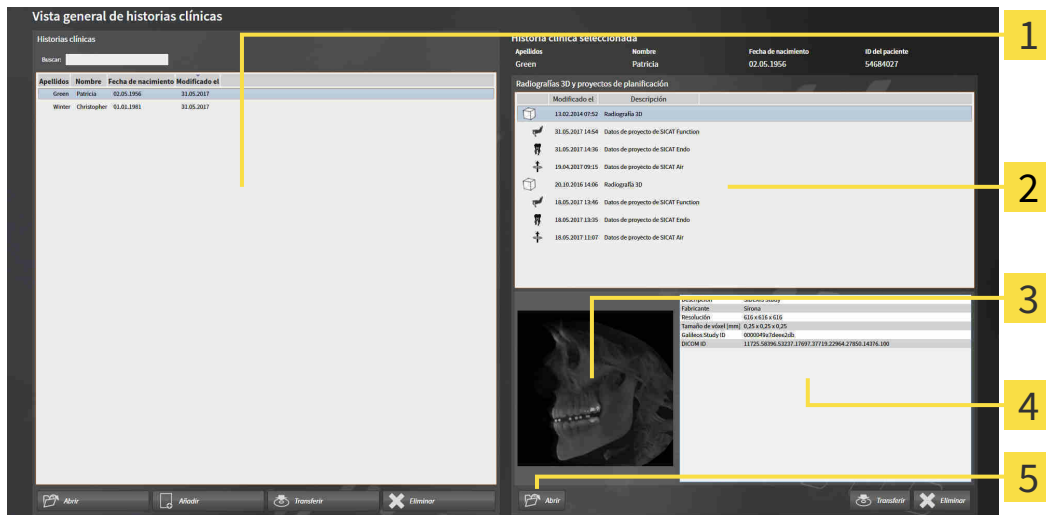 Vista general de historias clínicas
Historias clínicas
Buscar:
Apellidos Nombre Fecha de nacimiento Modificado el
Green Patricia 02.05.1956 31.05.2017
Winter Christopher 01.01.1981 31.05.2017
Abrir Añadir Transferir Eliminar
Historia clínica seleccionada
Apellidos Nombre Fecha de nacimiento ID del paciente
Green Patricia 02.05.1956 54684027
Radiografías 3D y proyectos de planificación
Modificado el Descripción
13.02.2014 07:52 Radiografía 3D
31.05.2017 14:54 Datos de proyecto de SICAT Function
31.05.2017 14:36 Datos de proyecto de SICAT Endo
19.04.2017 09:15 Datos de proyecto de SICAT Air
20.10.2016 14:06 Radiografía 3D
18.05.2017 13:46 Datos de proyecto de SICAT Function
18.05.2017 13:35 Datos de proyecto de SICAT Endo
18.05.2017 11:07 Datos de proyecto de SICAT Air
Descripción Sidexis Study
Fabricante Sirona
Resolución 616 x 616 x 616
Tamaño de vóxel [mm] 0,25 x 0,25 x 0,25
Galileos Study ID
DICOM ID 11725.58396.53237.17697.37719.22964.27850.14376.100
Abrir Transferir Eliminar
1
2
3
4
5